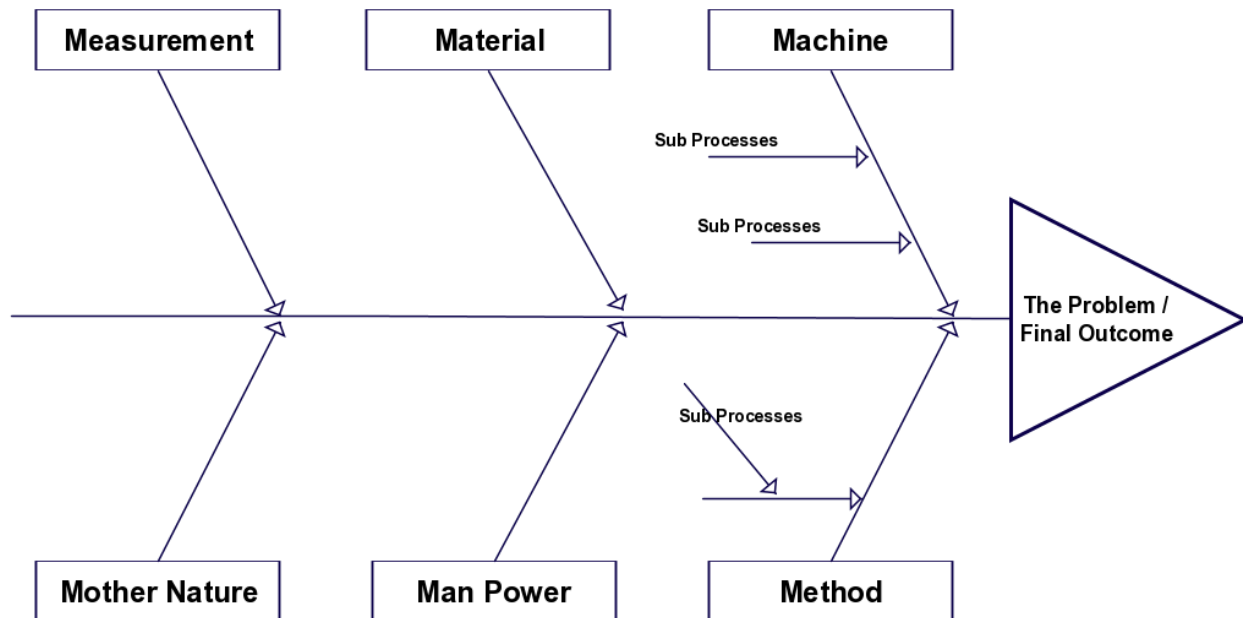 Measurement
Material
Machine
Sub Processes
Sub Processes
The Problem /
Final Outcome
Sub Processes
Mother Nature
Man Power
Method